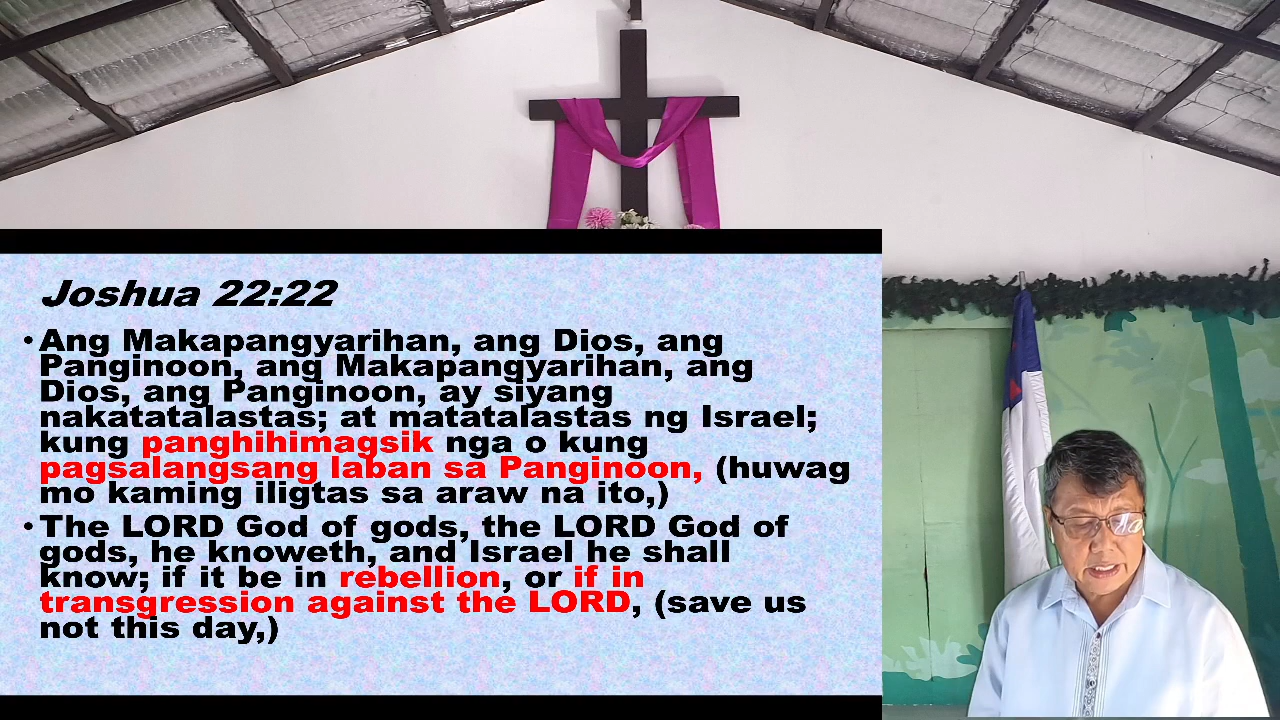 Joshua 22:22
• Ang Makapangyarihan, ang Dios, ang
Panginoon, ang Makapangyarihan, ang
Dios, ang Panginoon, ay siyang
nakatatalastas; at matatalastas ng Israel;
kung panghihimagsik nga o kung
pagsalangsang laban sa Panginoon, (huwag
mo kaming iligtas sa araw na ito,)
• The LORD God of gods, the LORD God of
gods, he knoweth, and Israel he shall
know; if it be in rebellion, or if in
transgression against the LORD, (save us
not this day,)